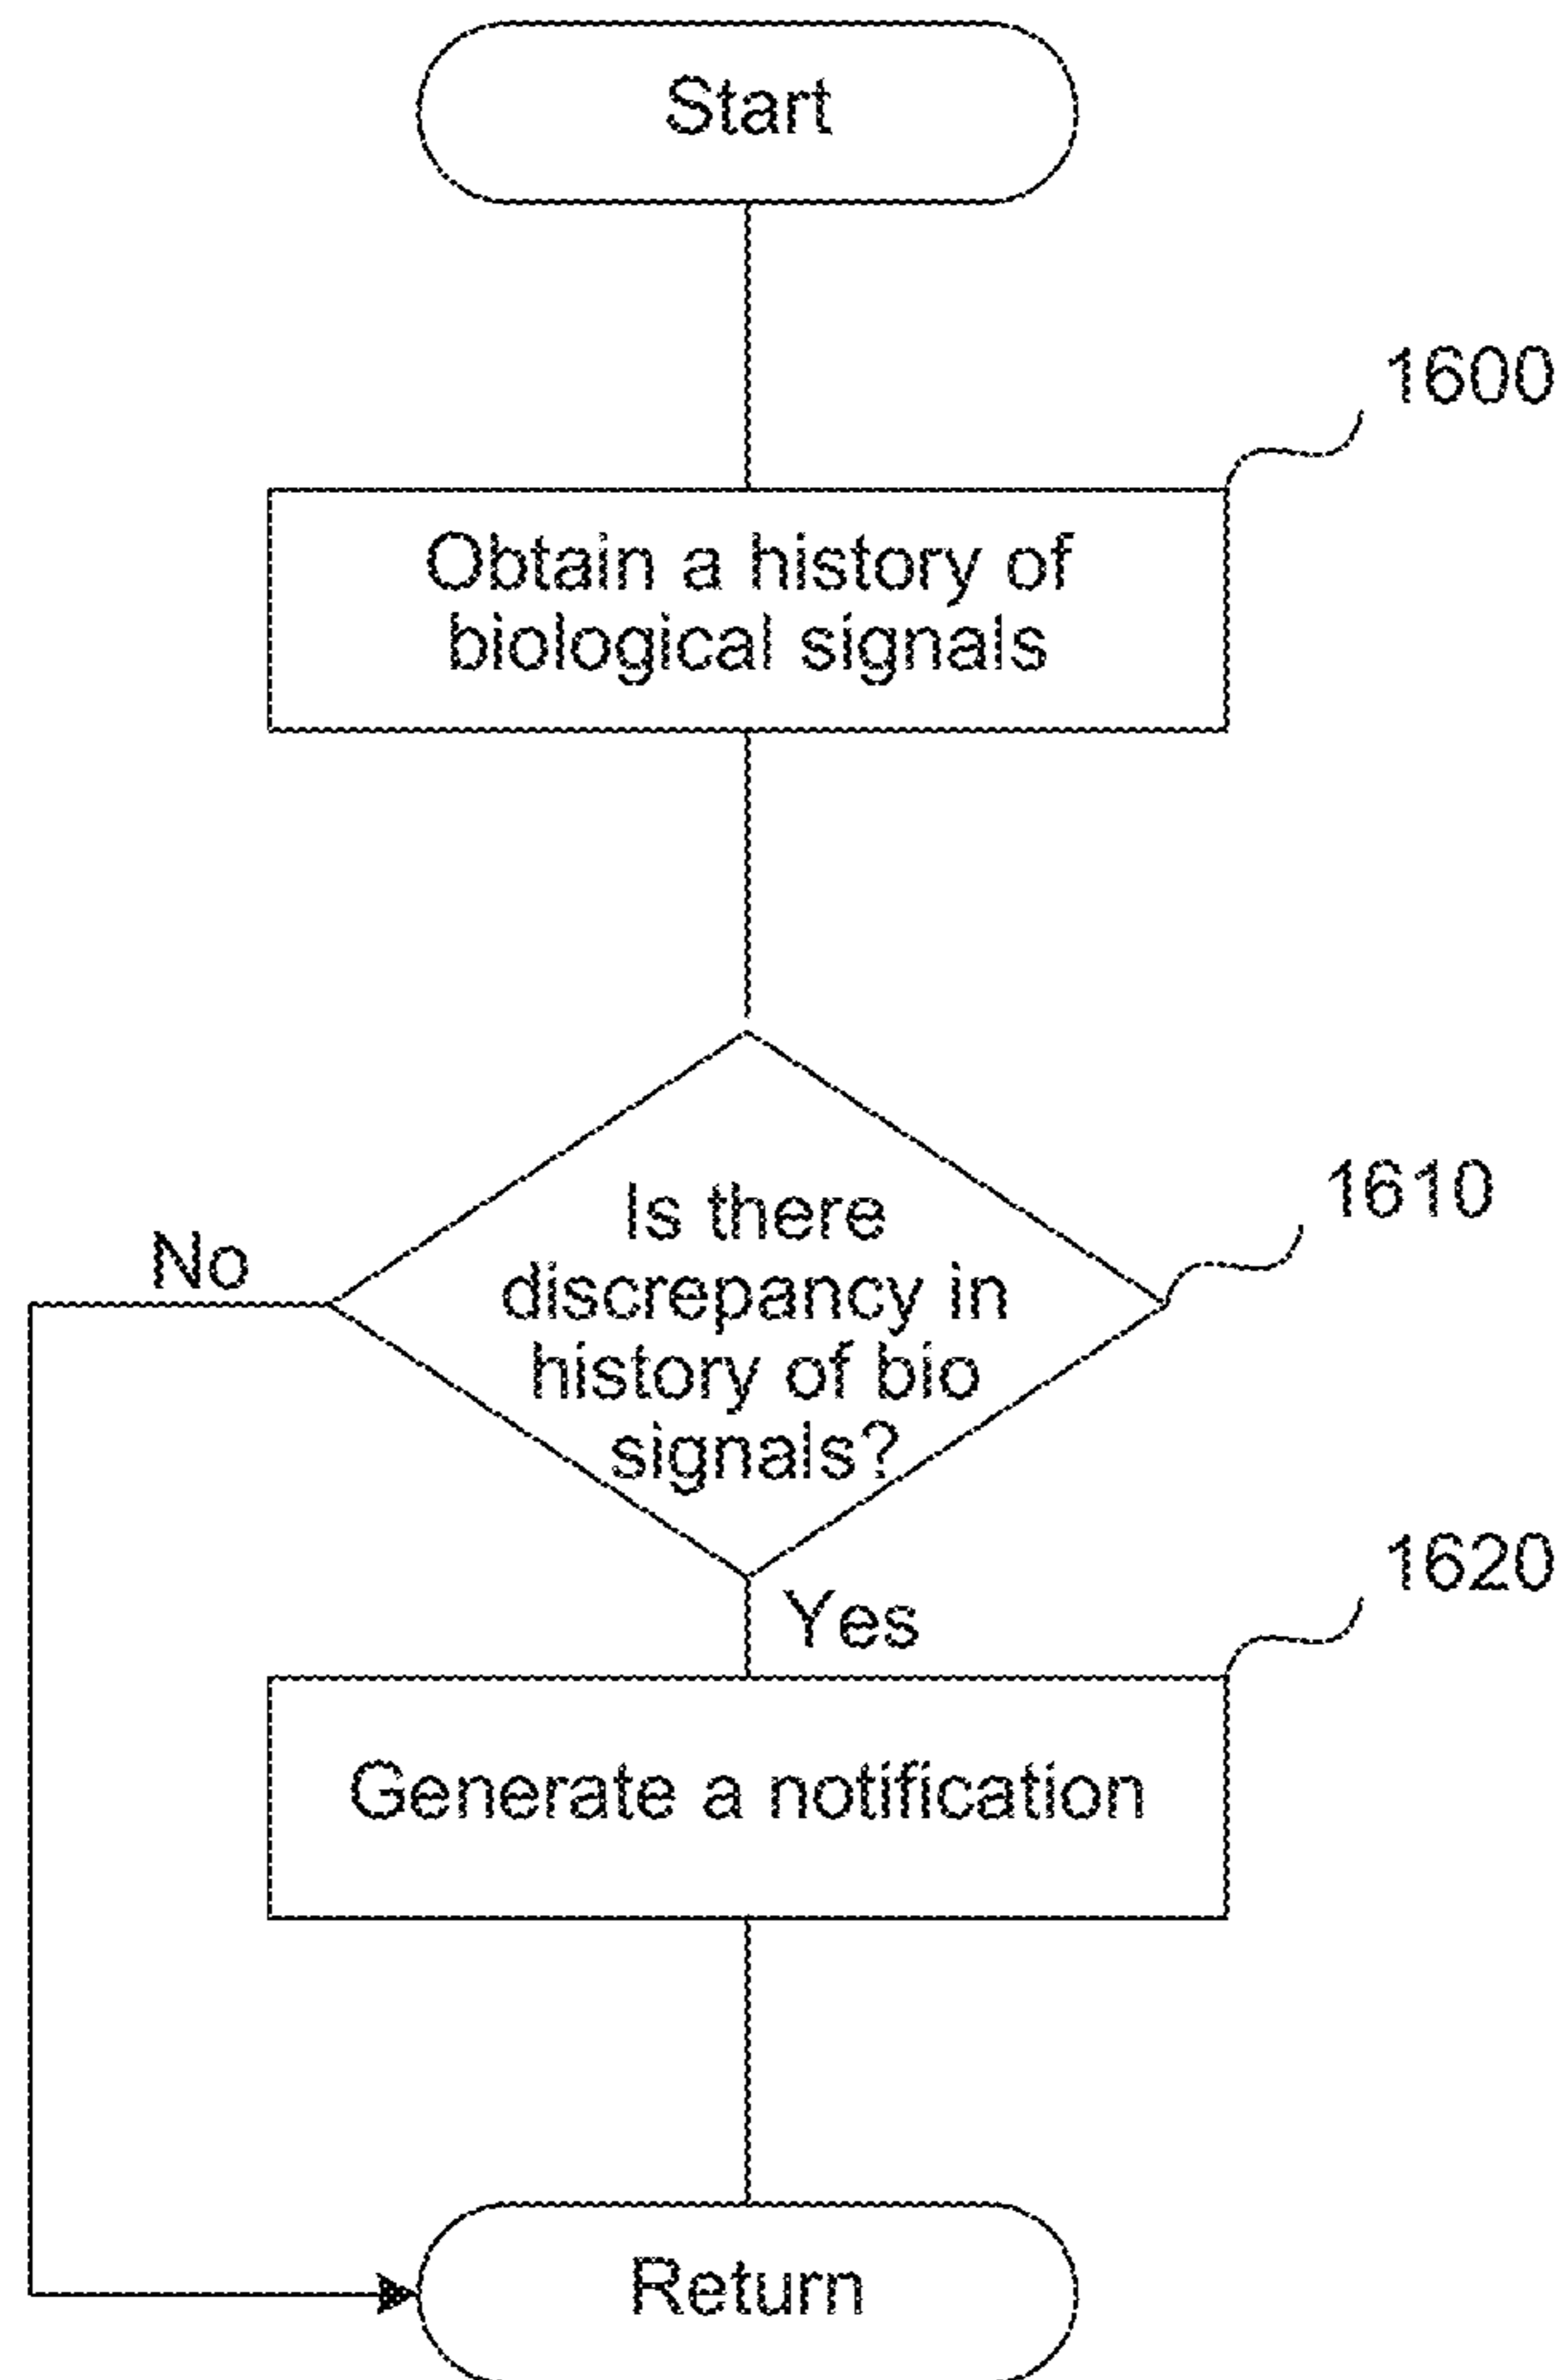 Start
1600
Obtain a history of
biological signals
1610
Is there
discrepancy in
history of bio
signals?
No
Yes
1620
Generate a notification
Return